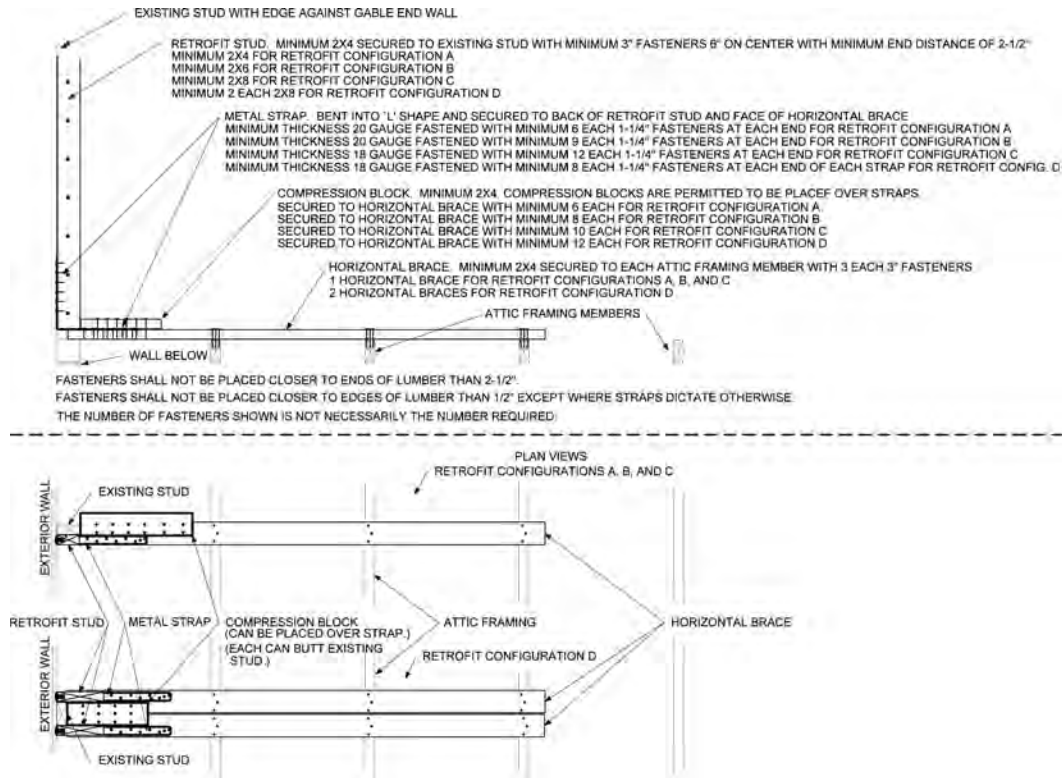 EXISTING STUD WITH EDGE AGAINST GABLE END WALL
RETROFIT STUD. MINIMUM 2X4 SECURED TO EXISTING STUD WITH MINIMUM 3" FASTENERS 6" ON CENTER WITH MINIMUM END DISTANCE OF 2-1/2"
MINIMUM 2X4 FOR RETROFIT CONFIGURATION A
MINIMUM 2X6 FOR RETROFIT CONFIGURATION B
MINIMUM 2X8 FOR RETROFIT CONFIGURATION C
MINIMUM 2 EACH 2X8 FOR RETROFIT CONFIGURATION D
METAL STRAP. BENT INTO 'L' SHAPE AND SECURED TO BACK OF RETROFIT STUD AND FACE OF HORIZONTAL BRACE
MINIMUM THICKNESS 20 GAUGE FASTENED WITH MINIMUM 6 EACH 1-1/4" FASTENERS AT EACH END FOR RETROFIT CONFIGURATION A
MINIMUM THICKNESS 20 GAUGE FASTENED WITH MINIMUM 9 EACH 1-1/4" FASTENERS AT EACH END FOR RETROFIT CONFIGURATION B
MINIMUM THICKNESS 18 GAUGE FASTENED WITH MINIMUM 12 EACH 1-1/4" FASTENERS AT EACH END FOR RETROFIT CONFIGURATION C
MINIMUM THICKNESS 18 GAUGE FASTENED WITH MINIMUM 8 EACH 1-1/4" FASTENERS AT EACH END OF EACH STRAP FOR RETROFIT CONFIG. D
COMPRESSION BLOCK. MINIMUM 2X4. COMPRESSION BLOCKS ARE PERMITTED TO BE PLACEF OVER STRAPS.
SECURED TO HORIZONTAL BRACE WITH MINIMUM 6 EACH FOR RETROFIT CONFIGURATION A.
SECURED TO HORIZONTAL BRACE WITH MINIMUM 8 EACH FOR RETROFIT CONFIGURATION B
SECURED TO HORIZONTAL BRACE WITH MINIMUM 10 EACH FOR RETROFIT CONFIGURATION C
SECURED TO HORIZONTAL BRACE WITH MINIMUM 12 EACH FOR RETROFIT CONFIGURATION D
HORIZONTAL BRACE. MINIMUM 2X4 SECURED TO EACH ATTIC FRAMING MEMBER WITH 3 EACH 3" FASTENERS
1 HORIZONTAL BRACE FOR RETROFIT CONFIGURATIONS A, B, AND C
2 HORIZONTAL BRACES FOR RETROFIT CONFIGURATION D
ATTIC FRAMING MEMBERS
WALL BELOW
FASTENERS SHALL NOT BE PLACED CLOSER TO ENDS OF LUMBER THAN 2-1/2".
FASTENERS SHALL NOT BE PLACED CLOSER TO EDGES OF LUMBER THAN 1/2" EXCEPT WHERE STRAPS DICTATE OTHERWISE
THE NUMBER OF FASTENERS SHOWN IS NOT NECESSARILY THE NUMBER REQUIRED.
PLAN VIEWS
RETROFIT CONFIGURATIONS A, B, AND C
EXTERIOR WALL
EXISTING STUD
RETROFIT STUD
METAL STRAP
COMPRESSION BLOCK
(CAN BE PLACED OVER STRAP.)
(EACH CAN BUTT EXISTING
STUD.)
ATTIC FRAMING
HORIZONTAL BRACE
RETROFIT CONFIGURATION D
EXTERIOR WALL
EXISTING STUD